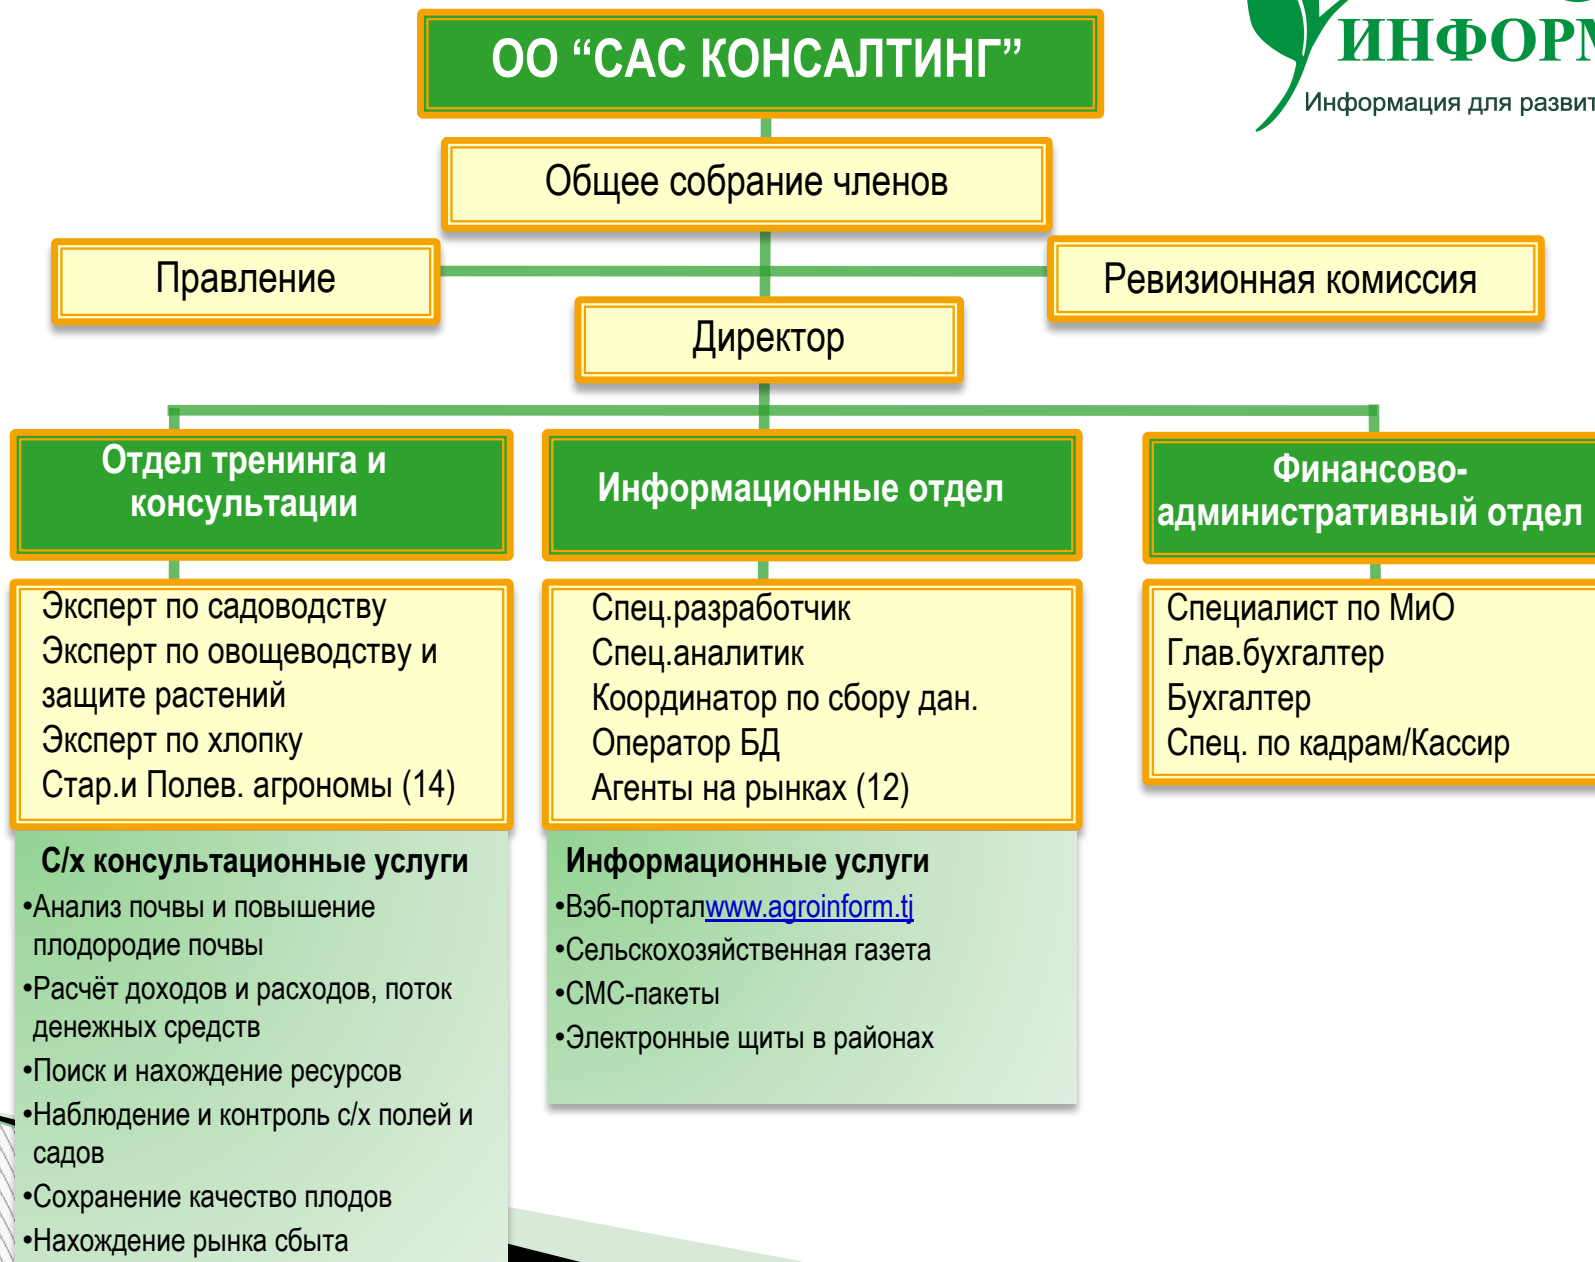 ОО “САС КОНСАЛТИНГ”
Информация для
Общее собрание членов
Правление
Ревизионная комиссия
Директор
Отдел тренинга и
консультации
Информационные отдел
Финансово-
административный отдел
Эксперт по садоводству
Эксперт по овощеводству и
защите растений
Эксперт по хлопку
Стар.и Полев. агрономы (14)
Спец.разработчик
Спец.аналитик
Координатор по сбору дан.
Оператор БД
Агенты на рынках (12)
Специалист по МиО
Глав.бухгалтер
Бухгалтер
Спец. по кадрам/Кассир
С/х консультационные услуги
•Анализ почвы и повышение
плодородие почвы
•Расчёт доходов и расходов, поток
денежных средств
•Поиск и нахождение ресурсов
•Наблюдение и контроль с/х полей и
садов
•Сохранение качество плодов
•Нахождение рынка сбыта
Информационные услуги
•Вэб-порталwww.agroinform.tj
•Сельскохозяйственная газета
•СМС-пакеты
•Электронные щиты в районах